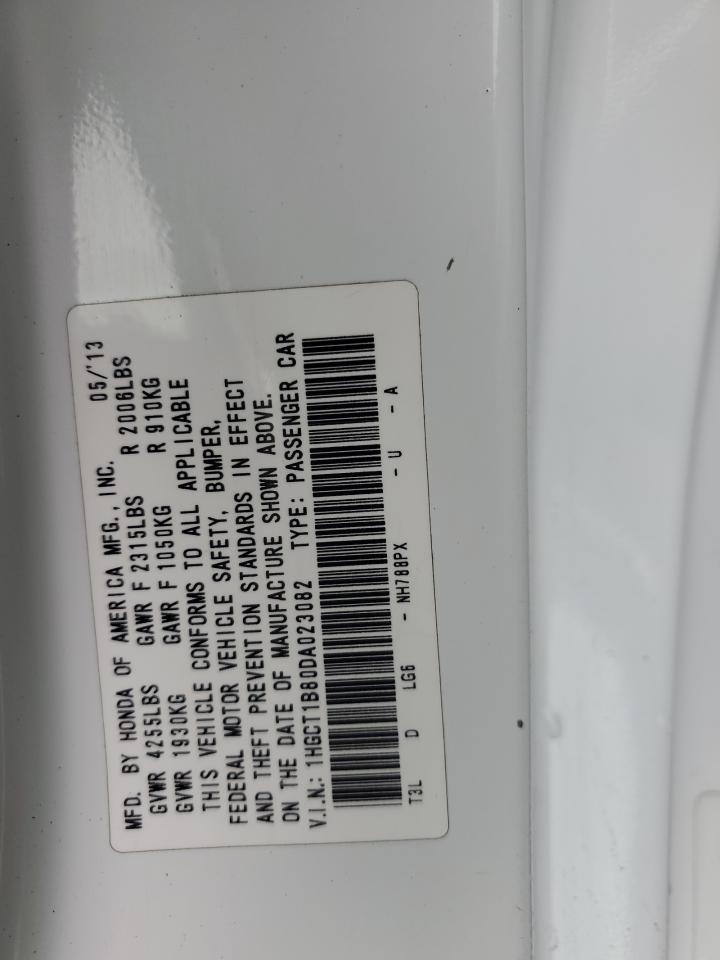 MFD. BY HONDA OF AMERICA MFG., INC. 05/'13
GVWR 4255LBS GAWR F 2315LBS R 2006LBS
GVWR 1930KG GAWR F 1050KG R 910KG
THIS VEHICLE CONFORMS TO ALL APPLICABLE
FEDERAL MOTOR VEHICLE SAFETY, BUMPER,
AND THEFT PREVENTION STANDARDS IN EFFECT
ON THE DATE OF MANUFACTURE SHOWN ABOVE.
V.I.N.: 1HGCT1B80DA023082 TYPE: PASSENGER CAR
T3L D LG6 - NH788PX - U - A